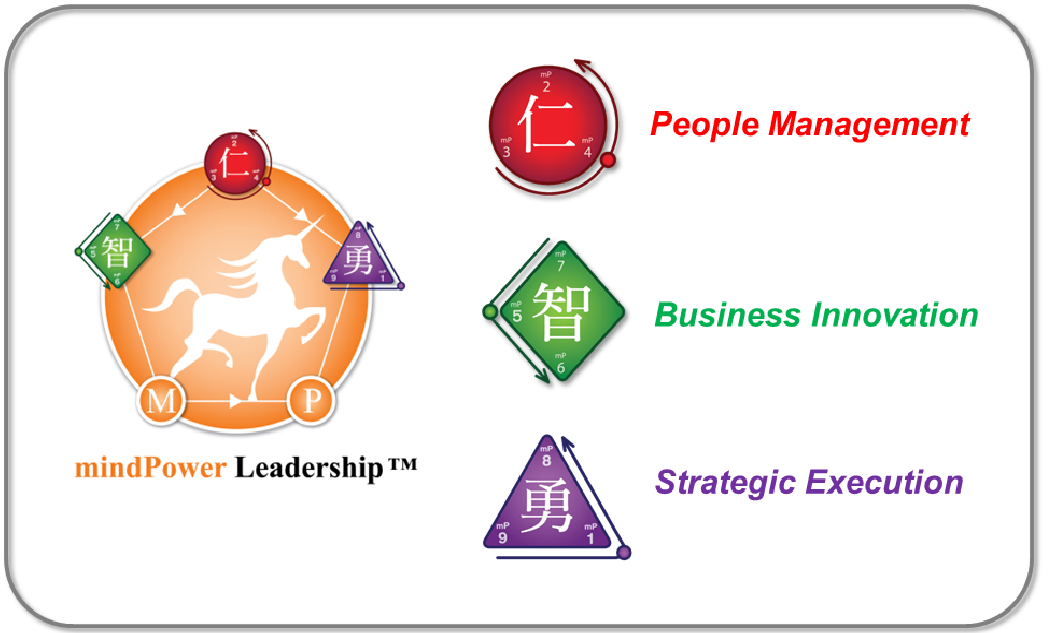 mP
2
仁
mP
3
mP
4
People Management
mP
2
仁
mP
3
mP
4
mP
7
智
mP
5
mP
6
mP
8
勇
mP
9
mP
1
M
P
mindPower Leadership™
mP
7
智
mP
5
mP
6
Business Innovation
mP
8
勇
mP
9
mP
1
Strategic Execution